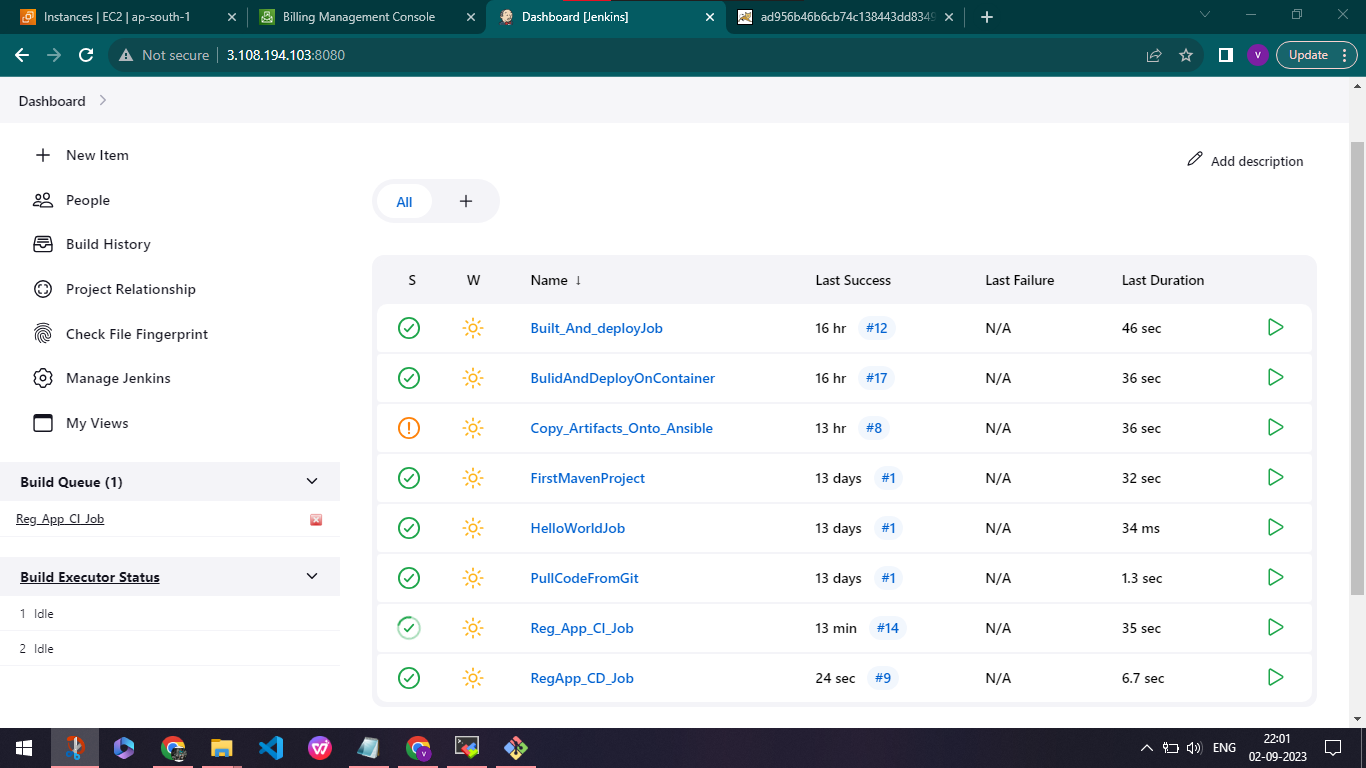 Instances | EC2 | ap-south-1
Billing Management Console
Dashboard [Jenkins]
ad956b46b6cb74c138443dd8349
Not secure
3.108.194.103:8080
V
Update
Dashboard
New Item
People
Build History
Project Relationship
Check File Fingerprint
Manage Jenkins
My Views
Build Queue (1)
Reg_App_CI_Job
Build Executor Status
1 Idle
2 Idle
Add description
All
S W Name ↓ Last Success Last Failure Last Duration
Built_And_deployJob 16 hr #12 N/A 46 sec
BulidAndDeployOnContainer 16 hr #17 N/A 36 sec
Copy_Artifacts_Onto_Ansible 13 hr #8 N/A 36 sec
FirstMavenProject 13 days #1 N/A 32 sec
HelloWorldJob 13 days #1 N/A 34 ms
PullCodeFromGit 13 days #1 N/A 1.3 sec
Reg_App_CI_Job 13 min #14 N/A 35 sec
RegApp_CD_Job 24 sec #9 N/A 6.7 sec
ENG
22:01
02-09-2023